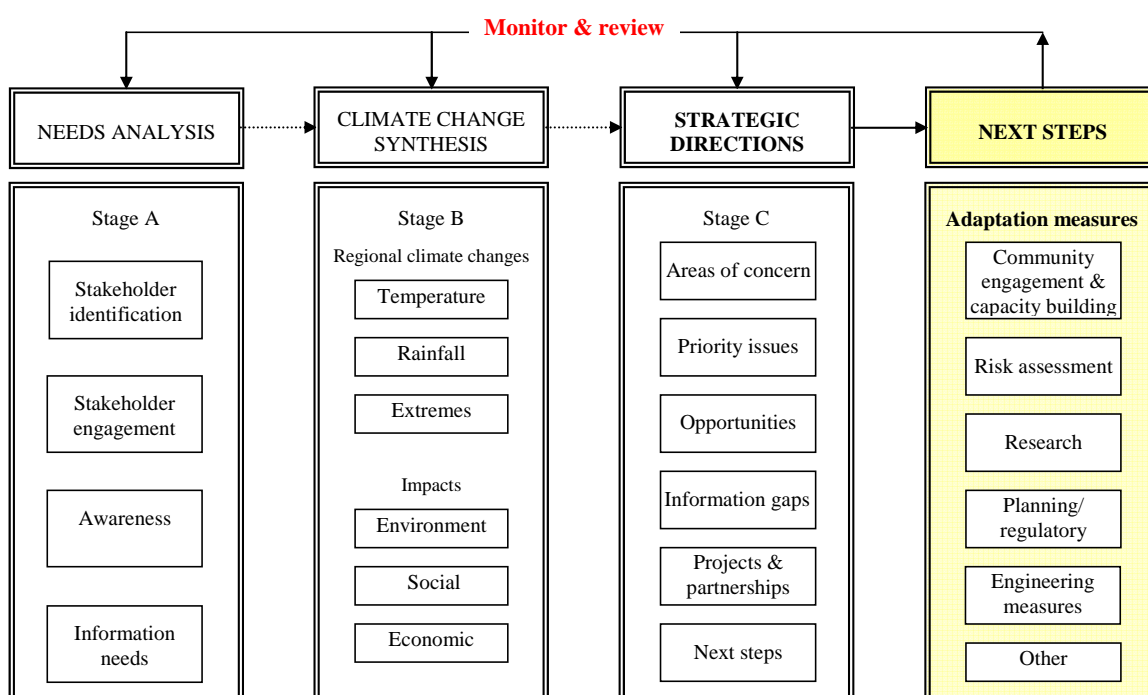 Monitor & review
NEEDS ANALYSIS
CLIMATE CHANGE
SYNTHESIS
STRATEGIC
DIRECTIONS
NEXT STEPS
Stage A
Stakeholder
identification
Stakeholder
engagement
Awareness
Information
needs
Stage B
Regional climate changes
Temperature
Rainfall
Extremes
Impacts
Environment
Social
Economic
Stage C
Areas of concern
Priority issues
Opportunities
Information gaps
Projects &
partnerships
Next steps
Adaptation measures
Community
engagement &
capacity building
Risk assessment
Research
Planning/
regulatory
Engineering
measures
Other